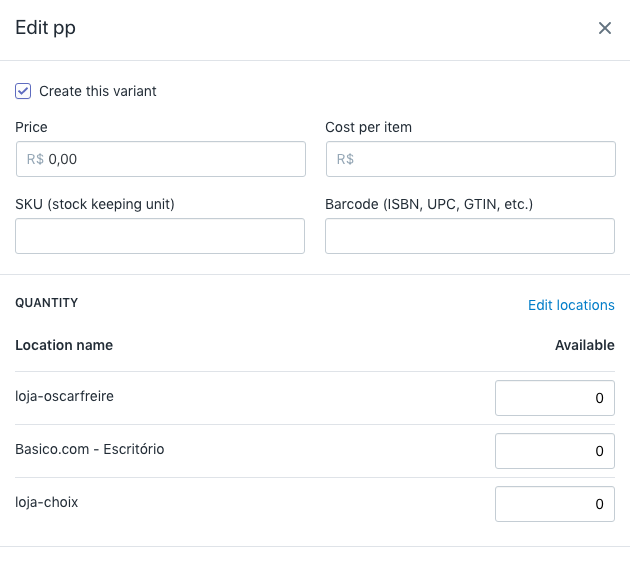 Edit pp
Create this variant
Price
Cost per item
R$ 0,00
R$
SKU (stock keeping unit)
Barcode (ISBN, UPC, GTIN, etc.)
QUANTITY
Edit locations
Location name
Available
loja-oscarfreire
0
Basico.com - Escritório
0
loja-choix
0